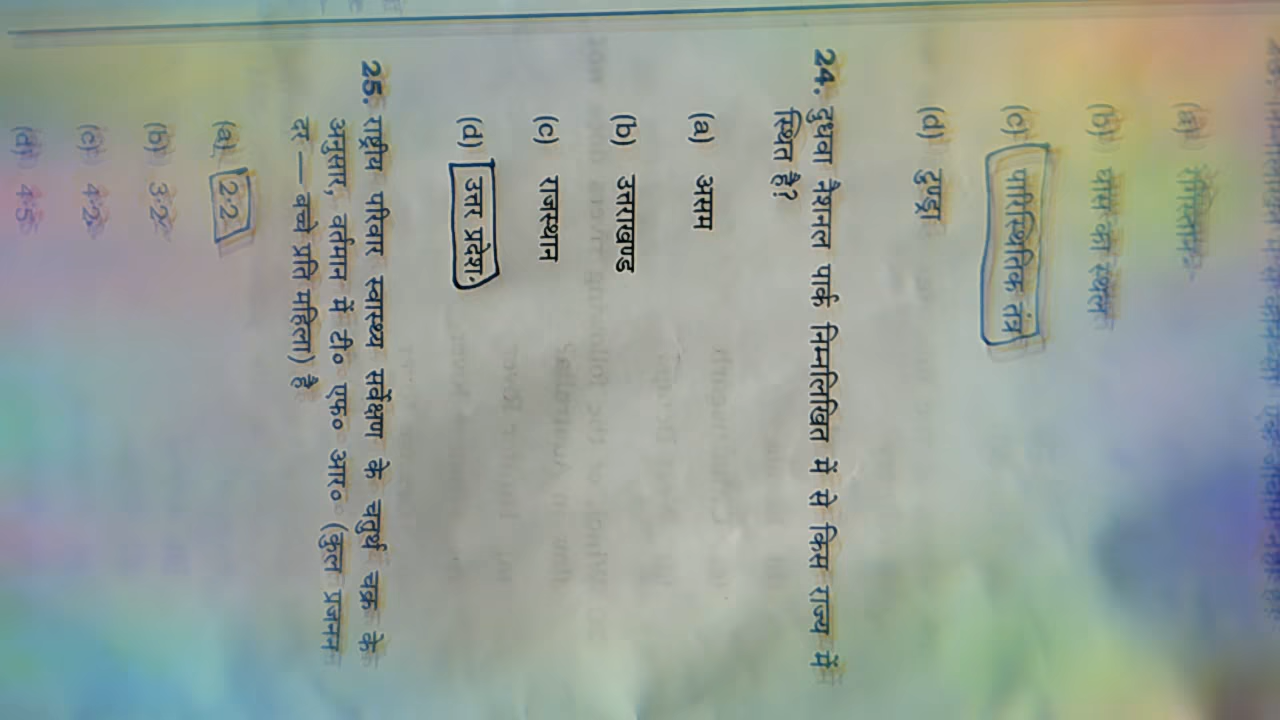 (a) रेगिस्तान
(b) घास का स्थल
(c) पारिस्थितिक तंत्र
(d) टुण्ड्रा
24. दुधवा नैशनल पार्क निम्नलिखित में से किस राज्य में
स्थित है?
(a) असम
(b) उत्तराखण्ड
(c) राजस्थान
(d) उत्तर प्रदेश
25. राष्ट्रीय परिवार स्वास्थ्य सर्वेक्षण के चतुर्थ चक्र के
अनुसार, वर्तमान में टी० एफ० आर० (कुल प्रजनन
दर — बच्चे प्रति महिला) है
(a) 2·2
(b) 3·2
(c) 4·2
(d) 4·5